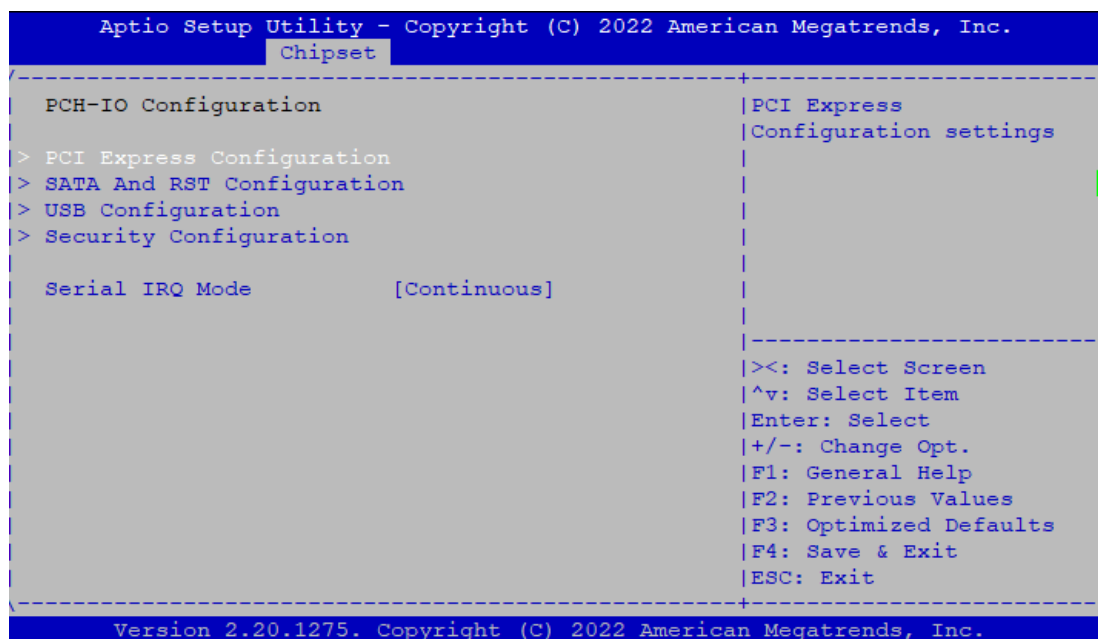 Aptio Setup Utility - Copyright (C) 2022 American Megatrends, Inc.
Chipset
PCH-IO Configuration
> PCI Express Configuration
> SATA And RST Configuration
> USB Configuration
> Security Configuration
Serial IRQ Mode [Continuous]
PCI Express
Configuration settings
><: Select Screen
^v: Select Item
Enter: Select
+/-: Change Opt.
F1: General Help
F2: Previous Values
F3: Optimized Defaults
F4: Save & Exit
ESC: Exit
Version 2.20.1275. Copyright (C) 2022 American Megatrends, Inc.